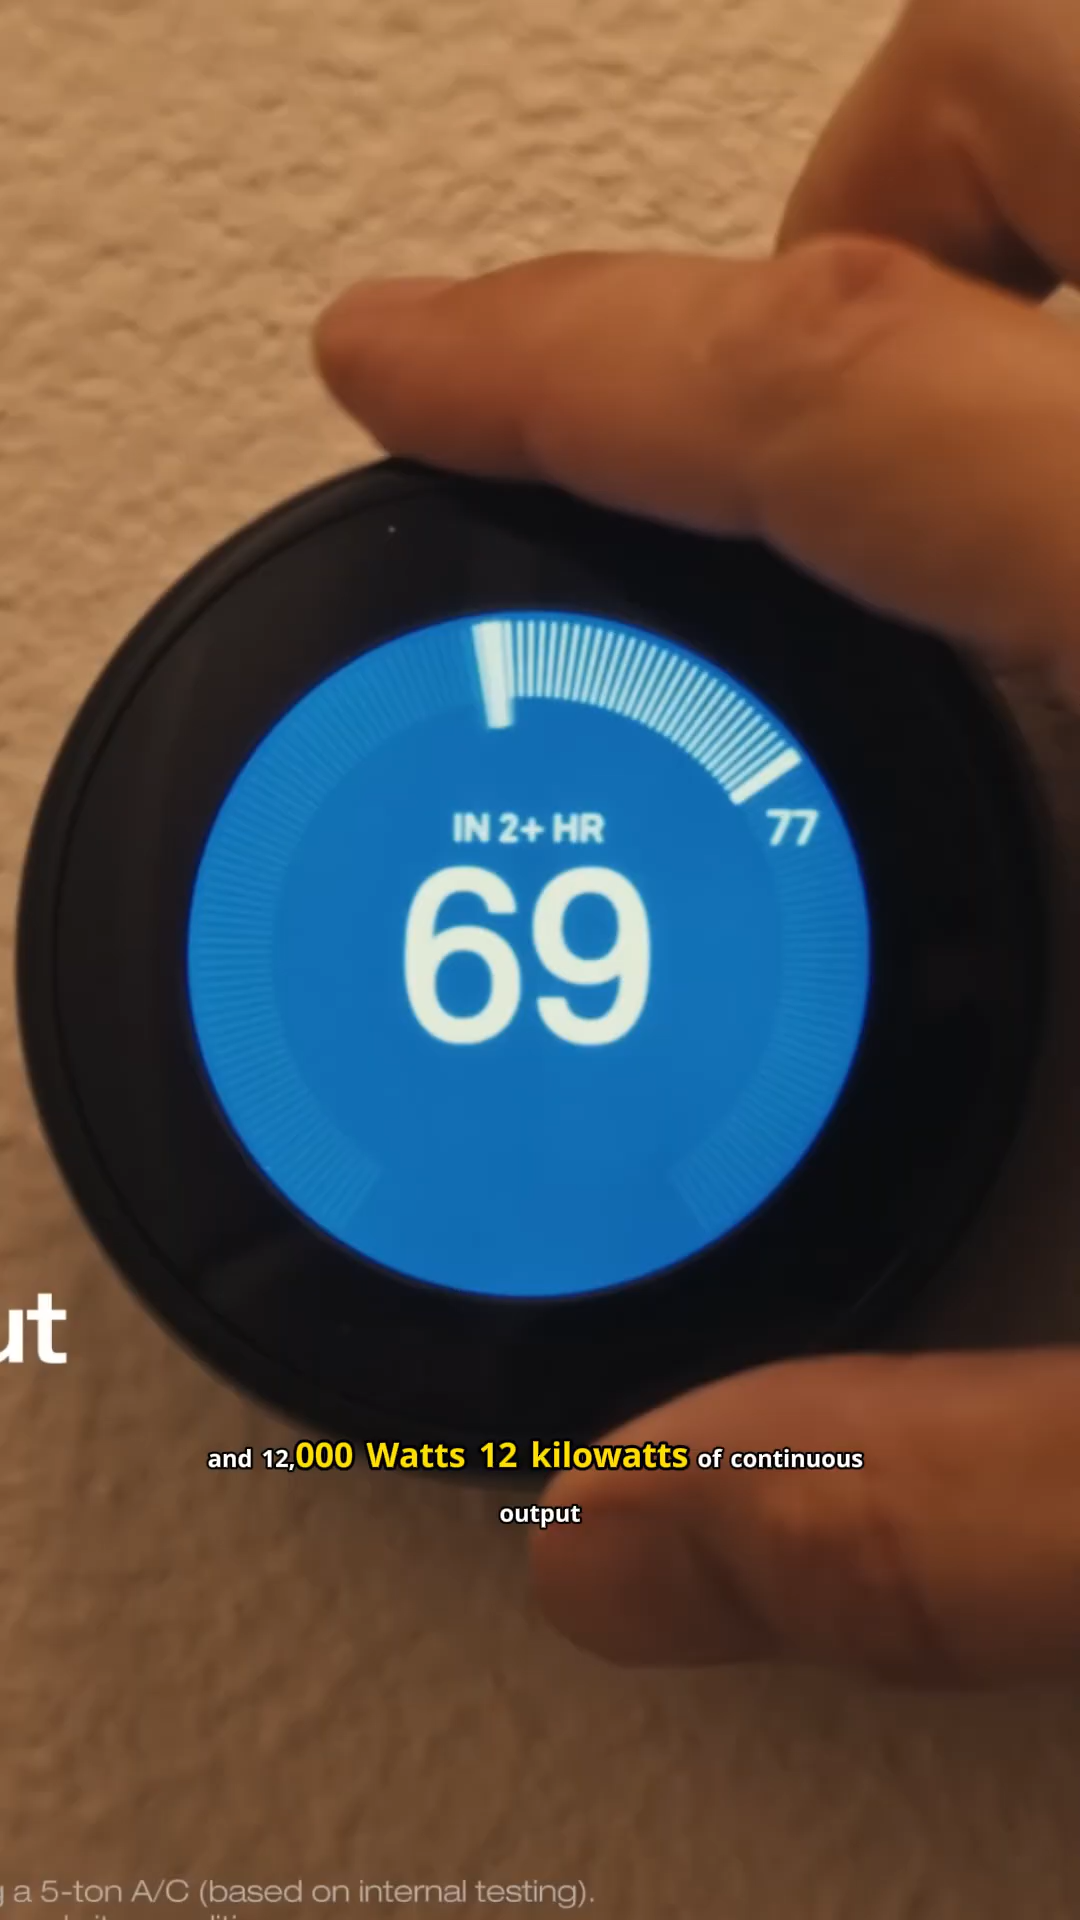 IN 2+ HR
77
69
ut
and 12,000 Watts 12 kilowatts of continuous
output
a 5-ton A/C (based on internal testing).